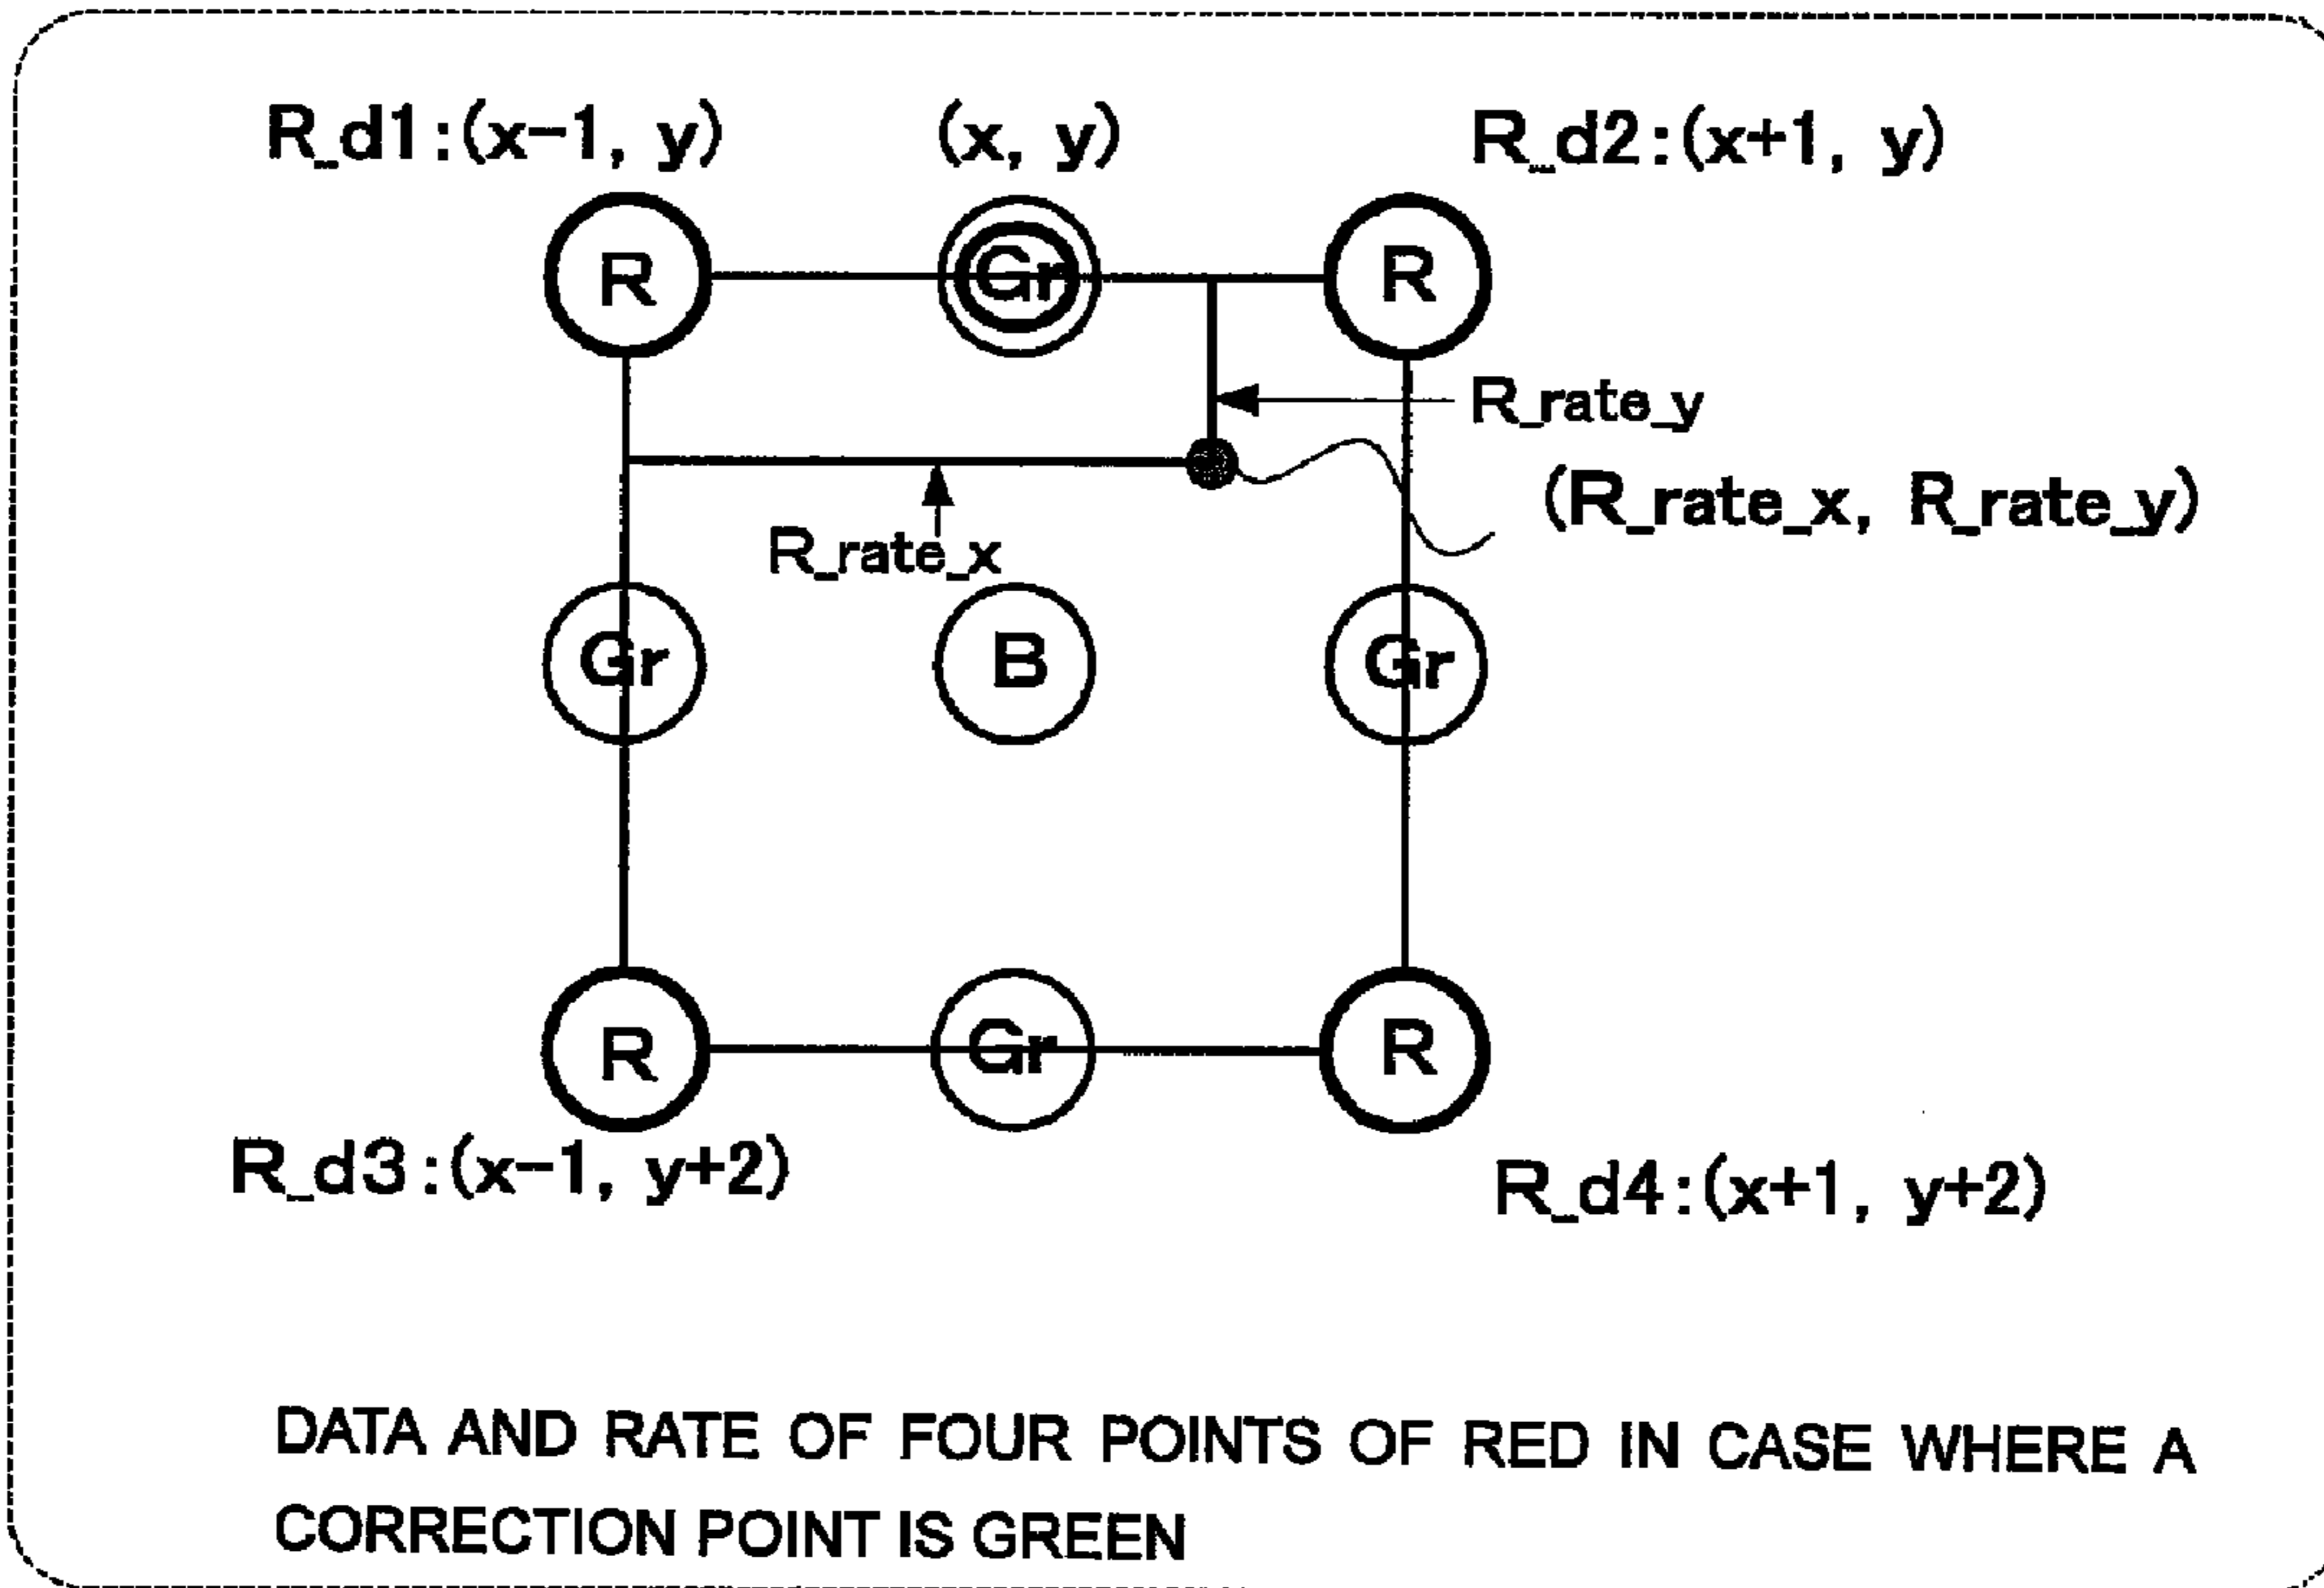 R_d1:(x-1, y) (x, y) R_d2:(x+1, y)
R Gr R
R_rate_y
(R_rate_x, R_rate_y)
R_rate_x
Gr B Gr
R Gr R
R_d3:(x-1, y+2) R_d4:(x+1, y+2)
DATA AND RATE OF FOUR POINTS OF RED IN CASE WHERE A
CORRECTION POINT IS GREEN